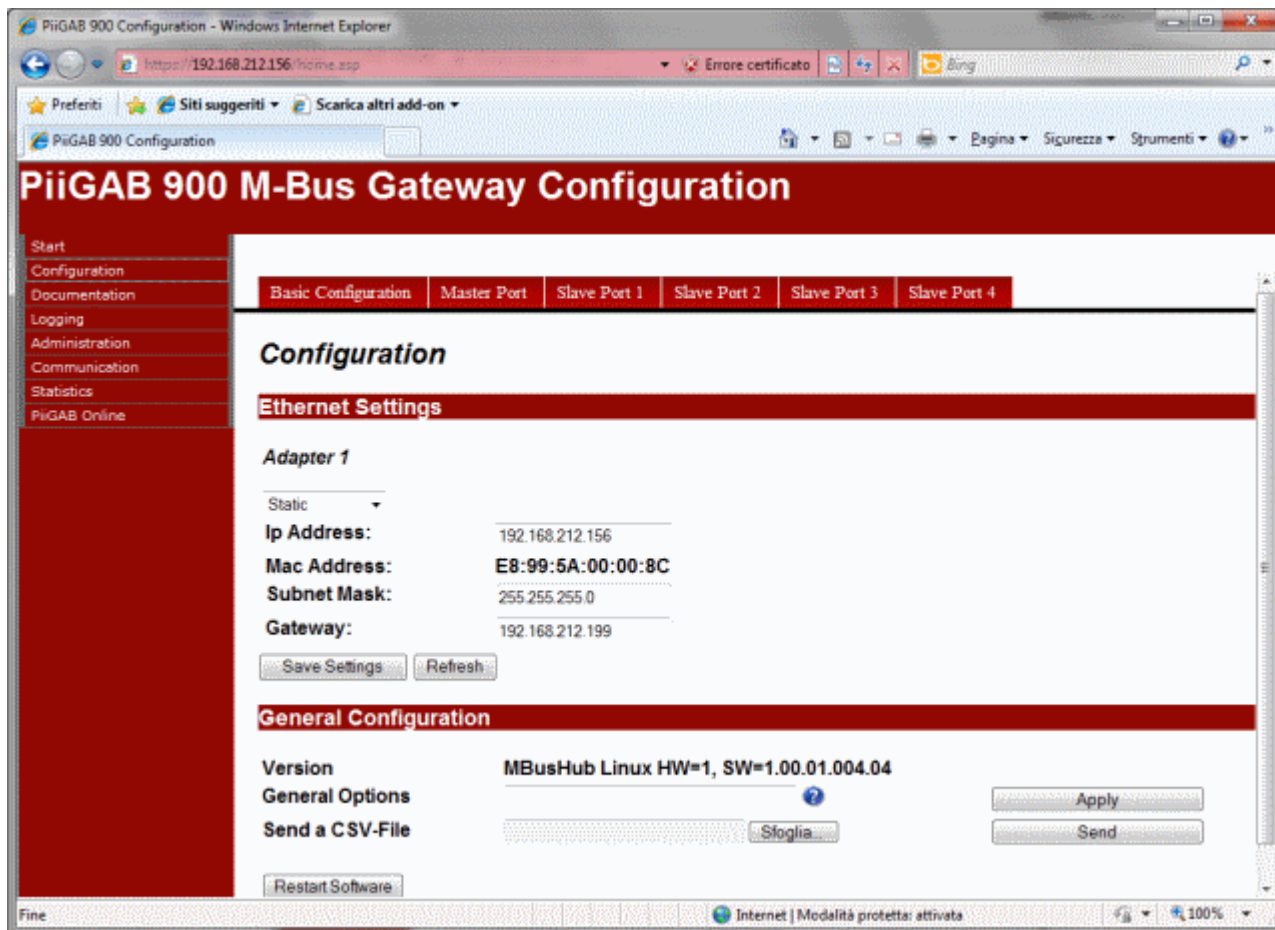 PiiGAB 900 Configuration - Windows Internet Explorer
https://192.168.212.156/home.asp
Errore certificato
Bing
Preferiti
Siti suggeriti
Scarica altri add-on
PiiGAB 900 Configuration
Pagina
Sicurezza
Strumenti
PiiGAB 900 M-Bus Gateway Configuration
Start
Configuration
Documentation
Logging
Administration
Communication
Statistics
PiiGAB Online
Basic Configuration
Master Port
Slave Port 1
Slave Port 2
Slave Port 3
Slave Port 4
Configuration
Ethernet Settings
Adapter 1
Static
Ip Address: 192.168.212.156
Mac Address: E8:99:5A:00:00:8C
Subnet Mask: 255.255.255.0
Gateway: 192.168.212.199
Save Settings
Refresh
General Configuration
Version MBusHub Linux HW=1, SW=1.00.01.004.04
General Options
Apply
Send a CSV-File
Sfoglia...
Send
Restart Software
Fine
Internet | Modalità protetta: attivata
100%